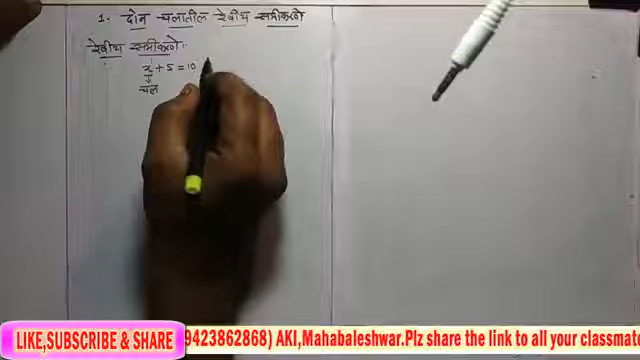 1. दोन चलातील रेषीय समीकरणे
रेषीय समीकरणे :-
x + 5 = 10
चल
LIKE,SUBSCRIBE & SHARE
9423862868) AKI,Mahabaleshwar.Plz share the link to all your classmat